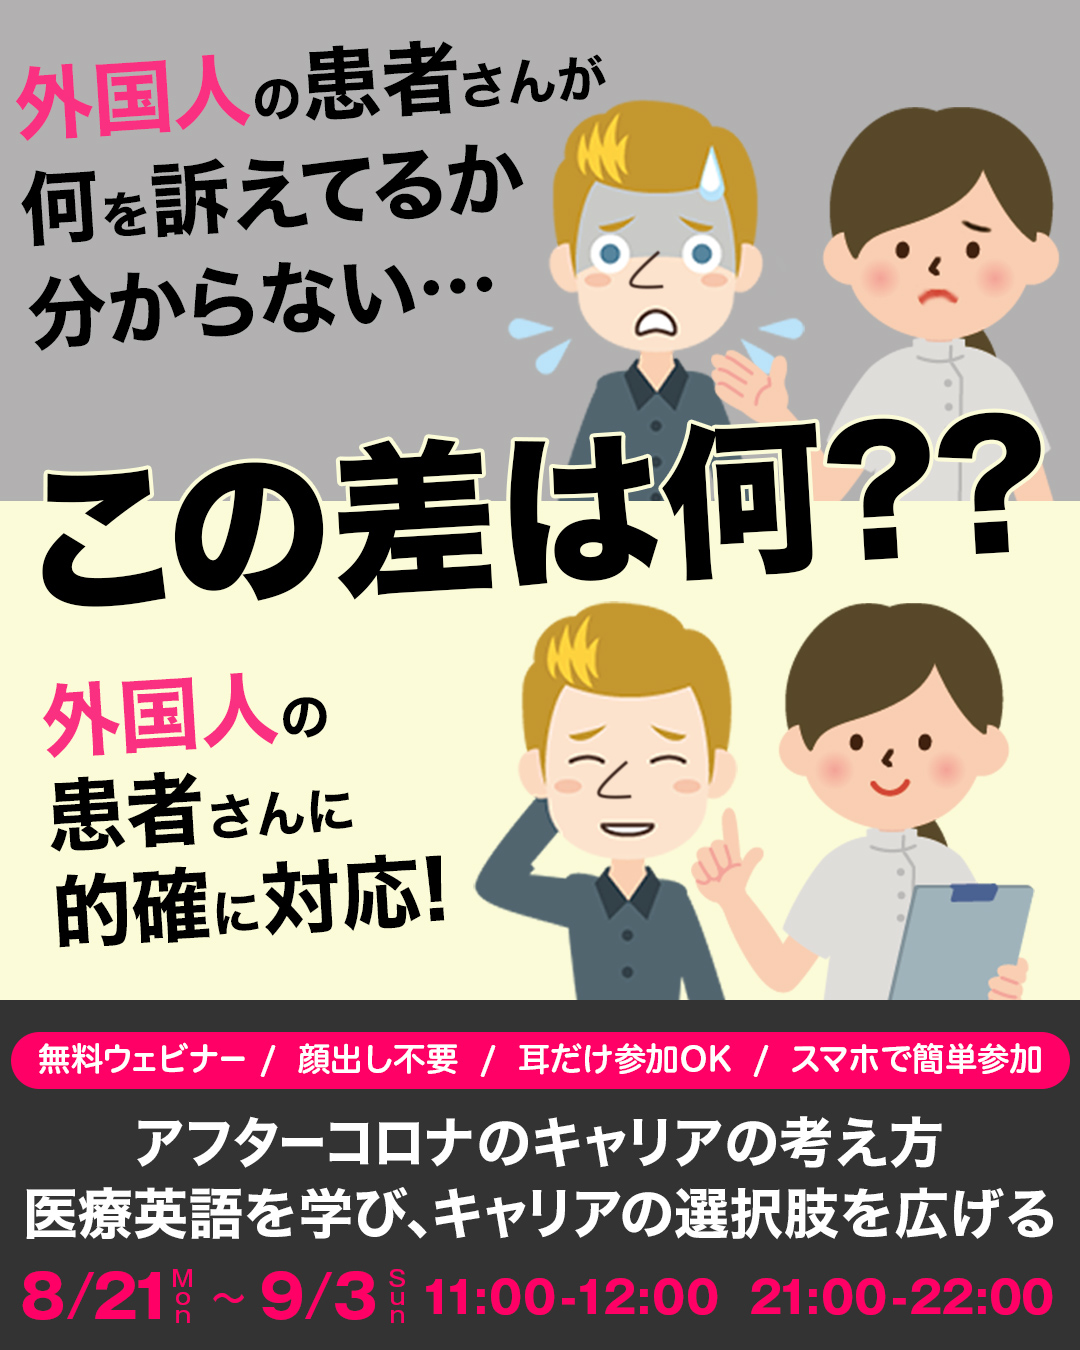 外国人の患者さんが
何を訴えてるか
分からない…
この差は何??
外国人の
患者さんに
的確に対応!
無料ウェビナー / 顔出し不要 / 耳だけ参加OK / スマホで簡単参加
アフターコロナのキャリアの考え方
医療英語を学び、キャリアの選択肢を広げる
8/21 Mon ~ 9/3 Sun 11:00-12:00 21:00-22:00